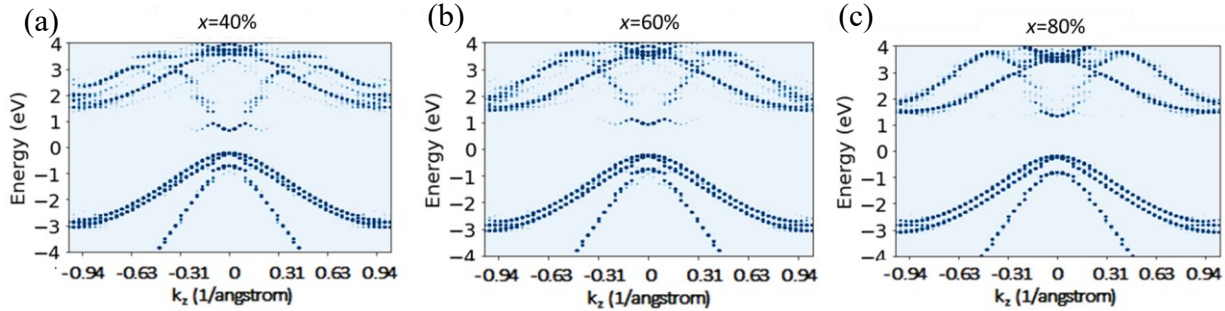 (a)
x=40%
Energy (eV)
4
3
2
1
0
−1
−2
−3
−4
-0.94 -0.63 -0.31 0 0.31 0.63 0.94
kz (1/angstrom)
(b)
x=60%
Energy (eV)
4
3
2
1
0
−1
−2
−3
−4
-0.94 -0.63 -0.31 0 0.31 0.63 0.94
kz (1/angstrom)
(c)
x=80%
Energy (eV)
4
3
2
1
0
−1
−2
−3
−4
-0.94 -0.63 -0.31 0 0.31 0.63 0.94
kz (1/angstrom)